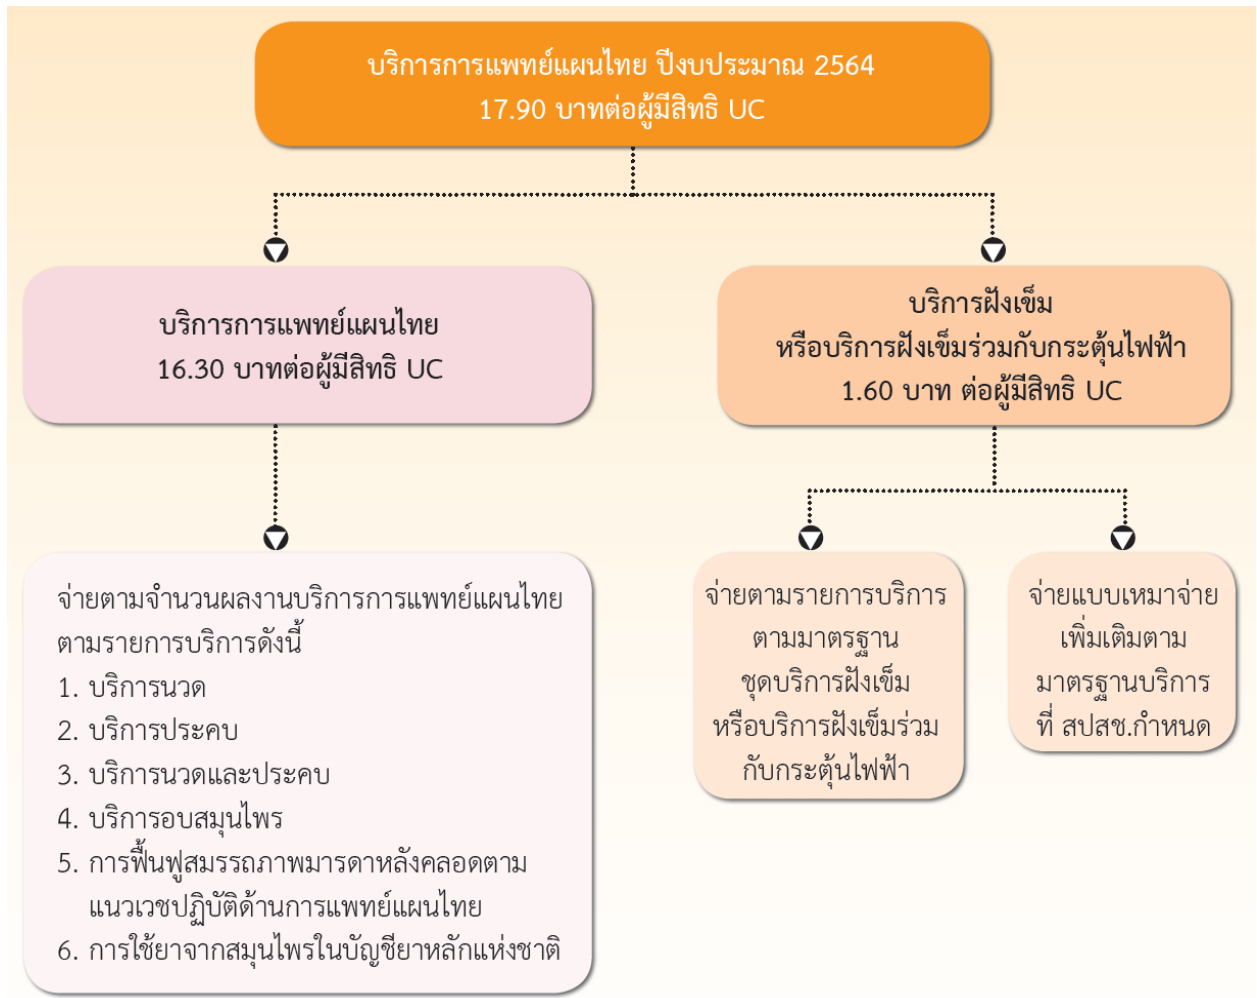 บริการการแพทย์แผนไทย ปีงบประมาณ 2564
17.90 บาทต่อผู้มีสิทธิ UC
บริการการแพทย์แผนไทย
16.30 บาทต่อผู้มีสิทธิ UC
บริการฝังเข็ม
หรือบริการฝังเข็มร่วมกับกระตุ้นไฟฟ้า
1.60 บาท ต่อผู้มีสิทธิ UC
จ่ายตามจำนวนผลงานบริการการแพทย์แผนไทย
ตามรายการบริการดังนี้
1. บริการนวด
2. บริการประคบ
3. บริการนวดและประคบ
4. บริการอบสมุนไพร
5. การฟื้นฟูสมรรถภาพมารดาหลังคลอดตาม
แนวเวชปฏิบัติด้านการแพทย์แผนไทย
6. การใช้ยาจากสมุนไพรในบัญชียาหลักแห่งชาติ
จ่ายตามรายการบริการ
ตามมาตรฐาน
ชุดบริการฝังเข็ม
หรือบริการฝังเข็มร่วม
กับกระตุ้นไฟฟ้า
จ่ายแบบเหมาจ่าย
เพิ่มเติมตาม
มาตรฐานบริการ
ที่ สปสช.กำหนด